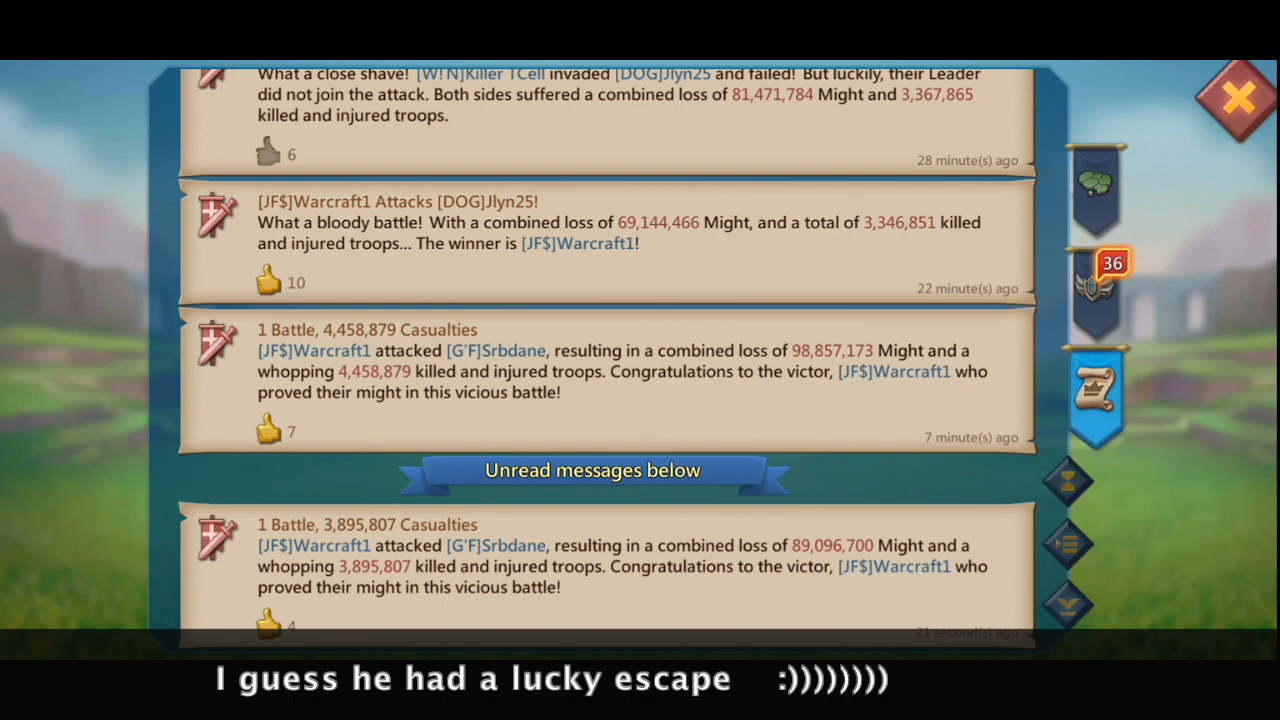 What a close shave! [W!N]Killer TCell invaded [DOG]Jlyn25 and failed! But luckily, their Leader
did not join the attack. Both sides suffered a combined loss of 81,471,784 Might and 3,367,865
killed and injured troops.
6
28 minute(s) ago
[JF$]Warcraft1 Attacks [DOG]Jlyn25!
What a bloody battle! With a combined loss of 69,144,466 Might, and a total of 3,346,851 killed
and injured troops... The winner is [JF$]Warcraft1!
10
22 minute(s) ago
36
1 Battle, 4,458,879 Casualties
[JF$]Warcraft1 attacked [G'F]Srbdane, resulting in a combined loss of 98,857,173 Might and a
whopping 4,458,879 killed and injured troops. Congratulations to the victor, [JF$]Warcraft1 who
proved their might in this vicious battle!
7
7 minute(s) ago
Unread messages below
1 Battle, 3,895,807 Casualties
[JF$]Warcraft1 attacked [G'F]Srbdane, resulting in a combined loss of 89,096,700 Might and a
whopping 3,895,807 killed and injured troops. Congratulations to the victor, [JF$]Warcraft1 who
proved their might in this vicious battle!
4
21 second(s) ago
I guess he had a lucky escape :))))))))